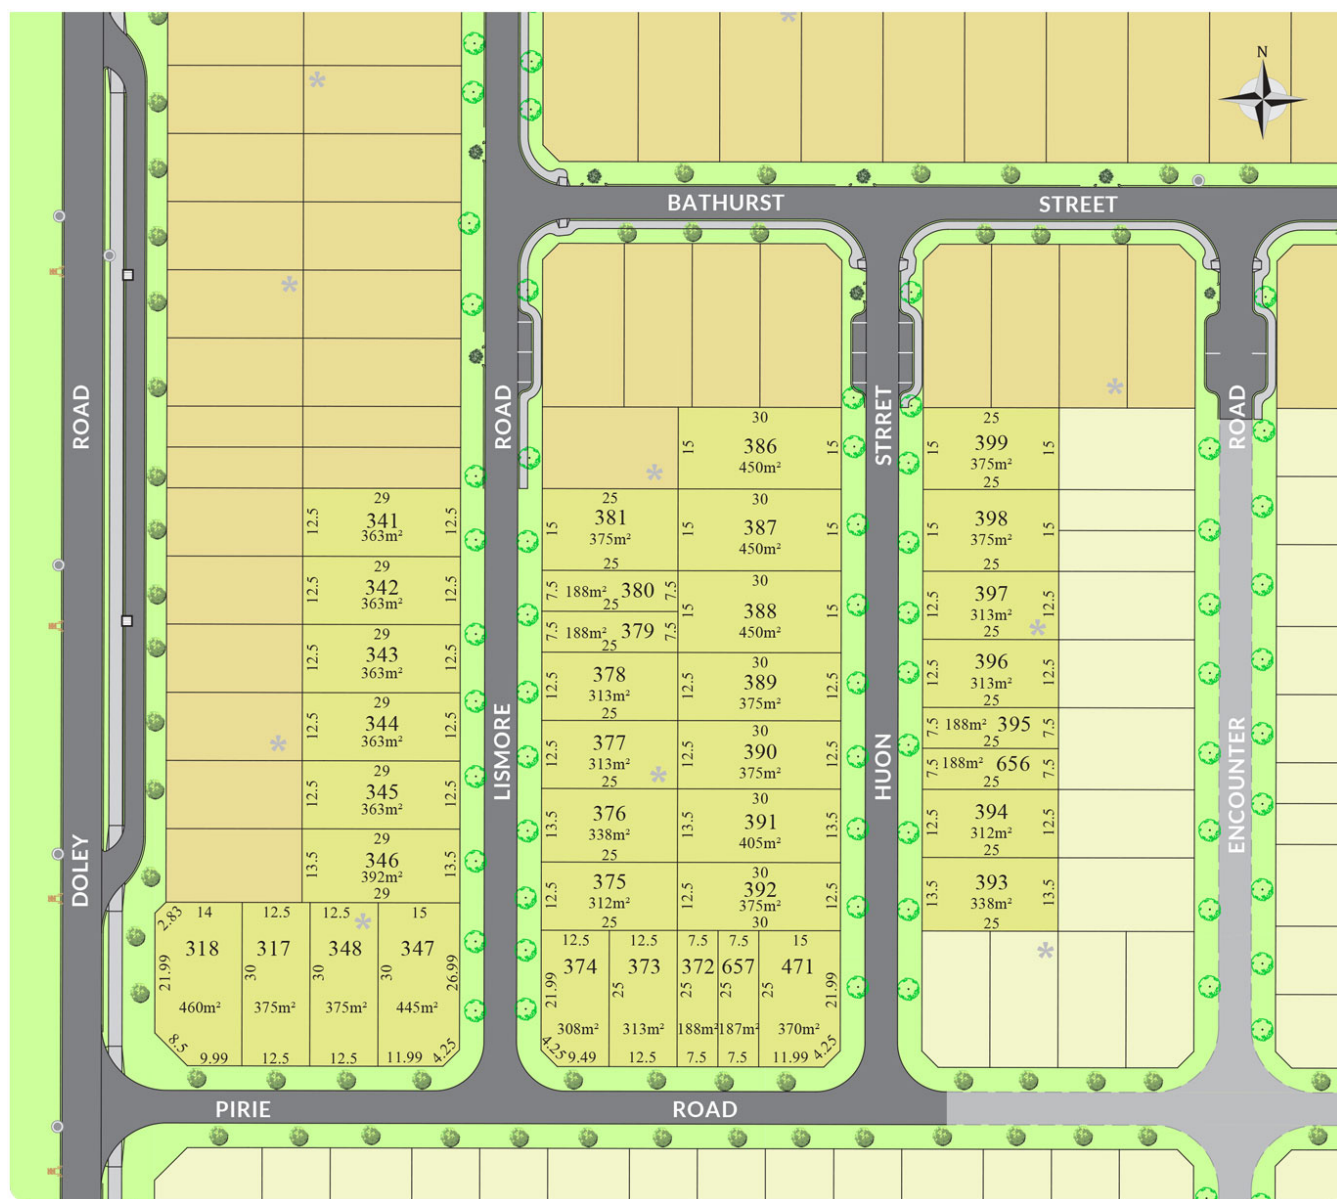 N
BATHURST STREET
ROAD
ROAD
STRRET
ROAD
30
15 386 15
450m²
25
15 399 15
375m²
25
29
12.5 341 12.5
363m²
25
15 381
375m²
25
30
15 387 15
450m²
15 398 15
375m²
25
29
12.5 342 12.5
363m²
7.5 188m² 380 7.5
25
7.5 188m² 379 7.5
25
30
15 388 15
450m²
12.5 397 12.5
313m²
25
29
12.5 343 12.5
363m²
12.5 378
313m²
25
30
12.5 389 12.5
375m²
12.5 396 12.5
313m²
25
29
12.5 344 12.5
363m²
12.5 377
313m²
25
30
12.5 390 12.5
375m²
7.5 188m² 395 7.5
25
7.5 188m² 656 7.5
25
LISMORE
HUON
ENCOUNTER
DOLEY
29
12.5 345 12.5
363m²
13.5 376
338m²
25
30
13.5 391 13.5
405m²
12.5 394 12.5
312m²
25
29
13.5 346 13.5
392m²
29
12.5 375
312m²
25
30
12.5 392 12.5
375m²
30
13.5 393 13.5
338m²
25
2.83 14 12.5 12.5 15
318 317 348 347
21.99 30 30 30 26.99
460m² 375m² 375m² 445m²
8.5 9.99 12.5 12.5 11.99 4.25
12.5 12.5 7.5 7.5 15
374 373 372 657 471
21.99 25 25 25 25 21.99
308m² 313m² 188m² 187m² 370m²
4.25 9.49 12.5 7.5 7.5 11.99 4.25
PIRIE ROAD